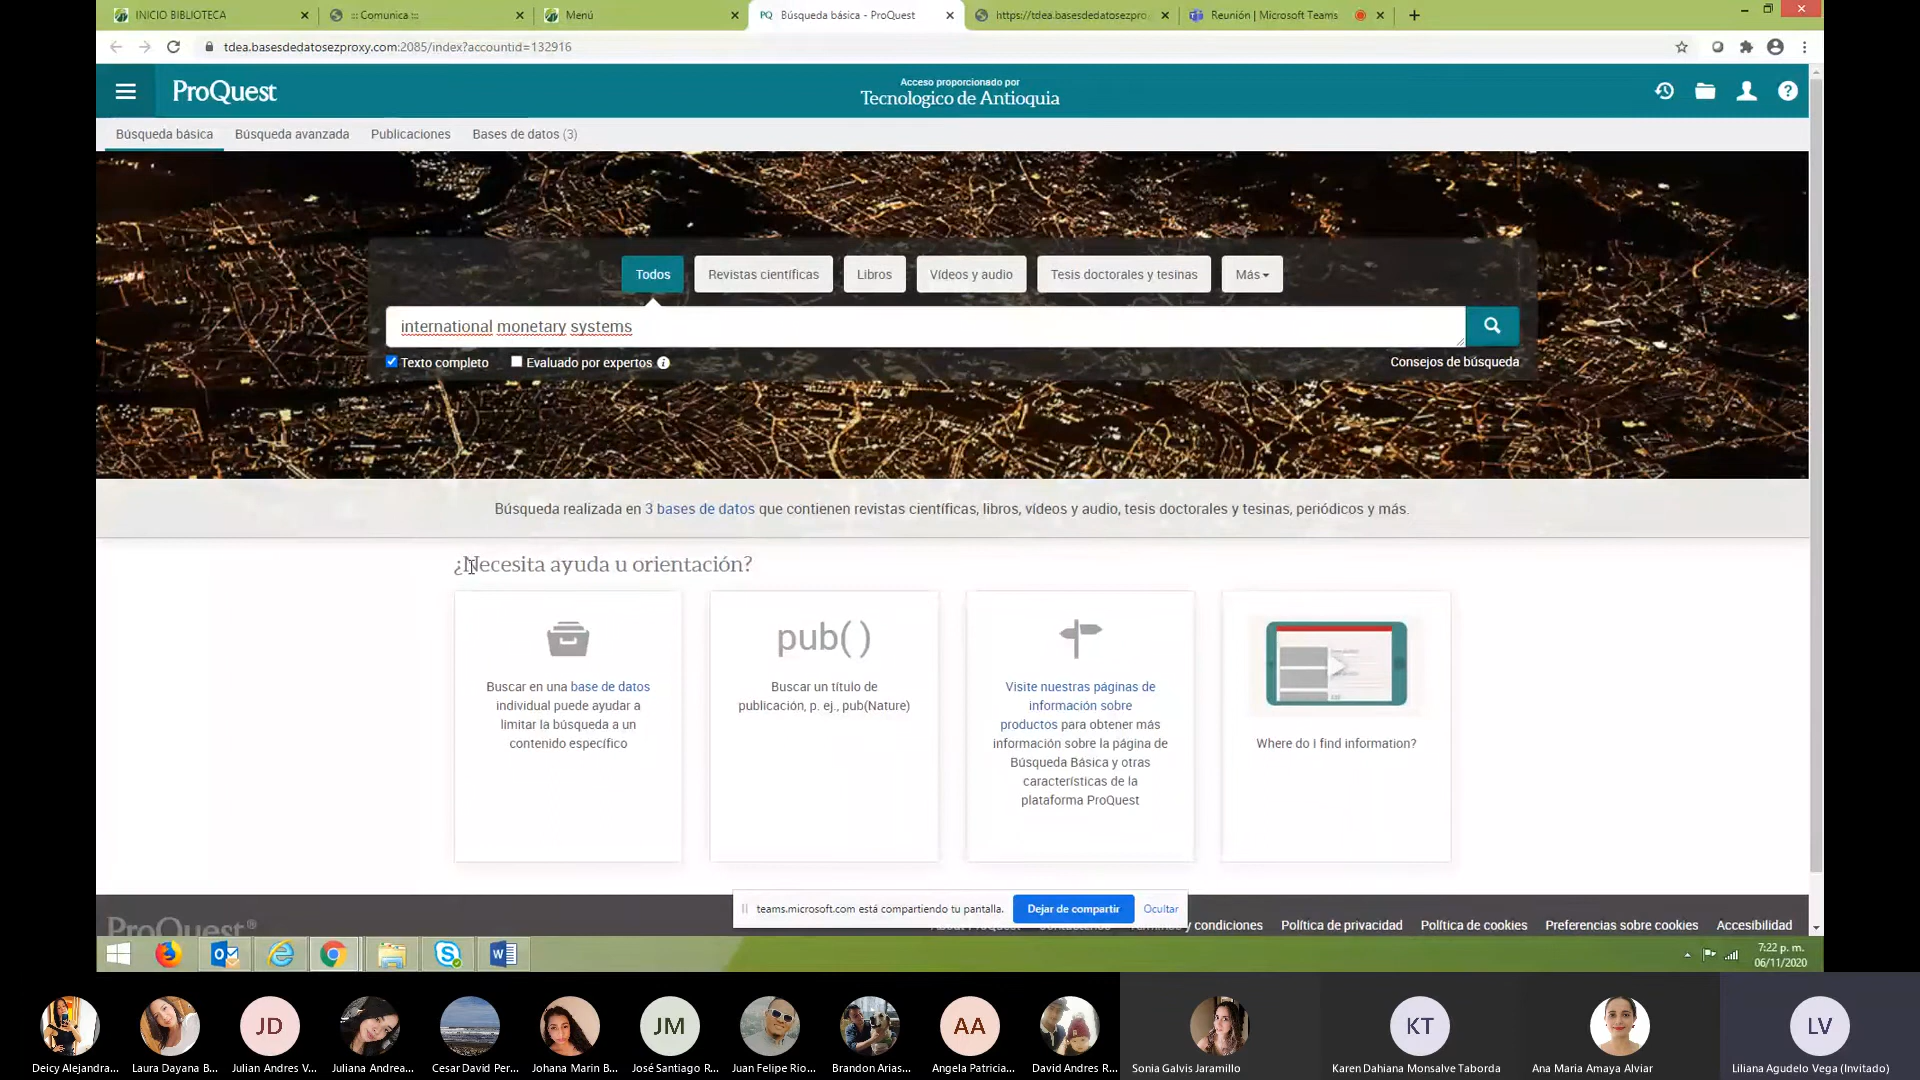 INICIO BIBLIOTECA
::: Comunica :::
Menú
PQ Búsqueda básica - ProQuest
https://tdea.basesdedatosezpro
Reunión | Microsoft Teams
tdea.basesdedatosezproxy.com:2085/index?accountid=132916
ProQuest
Acceso proporcionado por
Tecnologico de Antioquia
Búsqueda básica Búsqueda avanzada Publicaciones Bases de datos (3)
Todos Revistas científicas Libros Vídeos y audio Tesis doctorales y tesinas Más
international monetary systems
Texto completo Evaluado por expertos Consejos de búsqueda
Búsqueda realizada en 3 bases de datos que contienen revistas científicas, libros, vídeos y audio, tesis doctorales y tesinas, periódicos y más.
¿Necesita ayuda u orientación?
Buscar en una base de datos
individual puede ayudar a
limitar la búsqueda a un
contenido específico
pub()
Buscar un título de
publicación, p. ej., pub(Nature)
Visite nuestras páginas de
información sobre
productos para obtener más
información sobre la página de
Búsqueda Básica y otras
características de la
plataforma ProQuest
Where do I find information?
teams.microsoft.com está compartiendo tu pantalla. Dejar de compartir Ocultar
ProQuest®
y condiciones Política de privacidad Política de cookies Preferencias sobre cookies Accesibilidad
7:22 p. m.
06/11/2020
JD JM AA KT LV
Deicy Alejandra... Laura Dayana B... Julian Andres V... Juliana Andrea... Cesar David Per... Johana Marin B... José Santiago R... Juan Felipe Rio... Brandon Arias... Angela Patricia... David Andres R... Sonia Galvis Jaramillo Karen Dahiana Monsalve Taborda Ana Maria Amaya Alviar Liliana Agudelo Vega (Invitado)